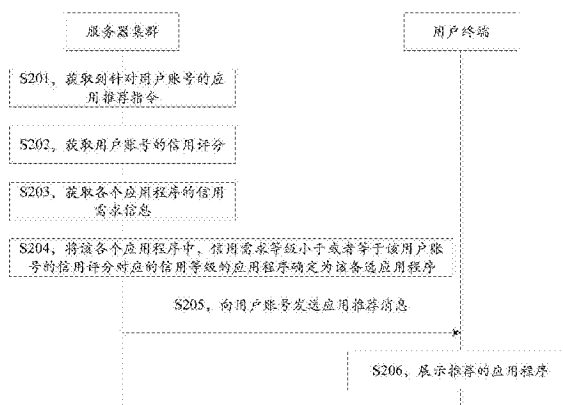 服务器集群
用户终端
S201，获取到针对用户账号的应
用推荐指令
S202，获取用户账号的信用评分
S203，获取各个应用程序的信用
需求信息
S204，将该各个应用程序中，信用需求等级小于或者等于该用户账
号的信用评分对应的信用等级的应用程序确定为该备选应用程序
S205，向用户账号发送应用推荐消息
S206，展示推荐的应用程序